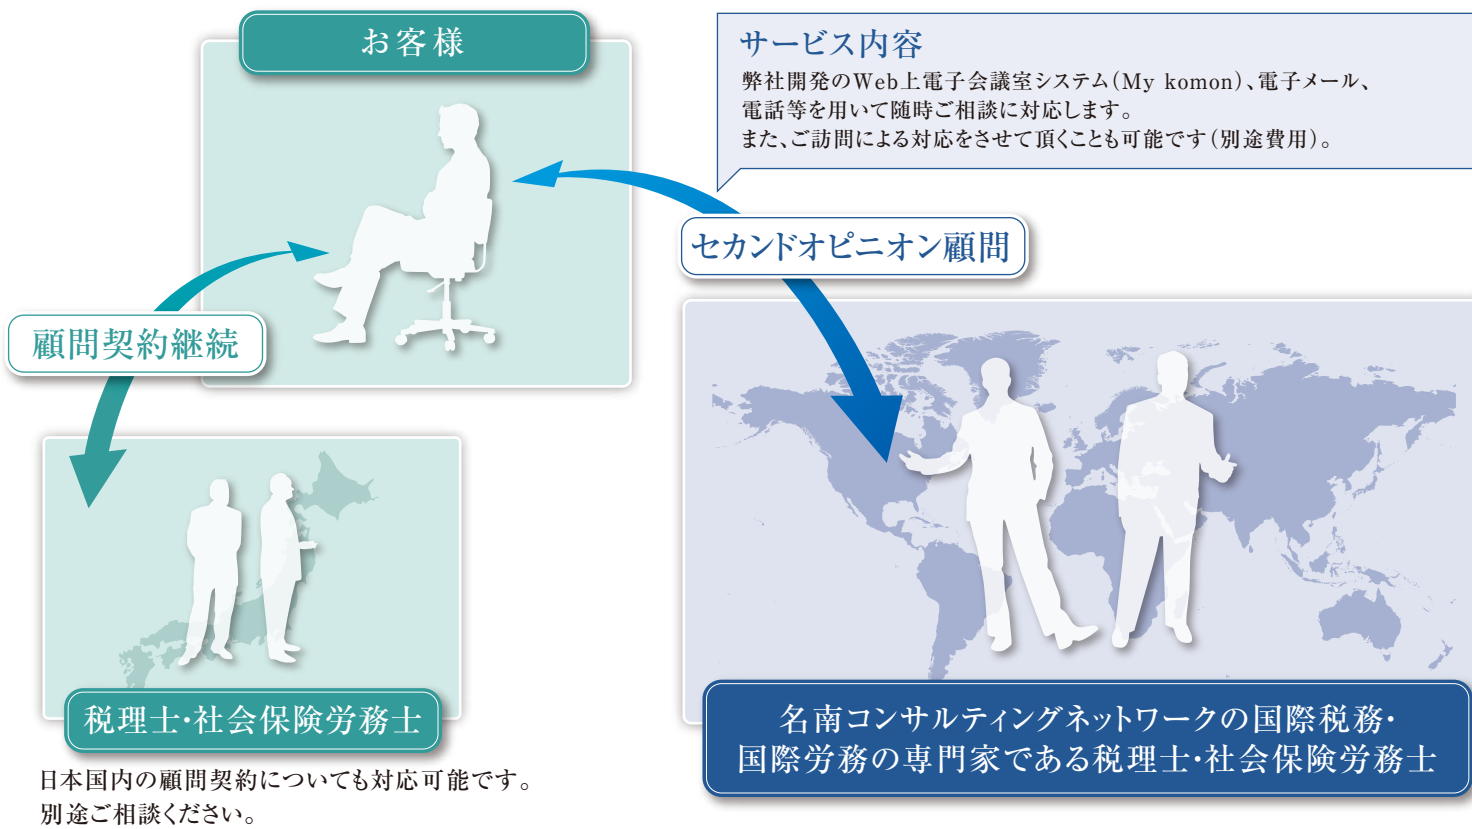 お客様
サービス内容
弊社開発のWeb上電子会議室システム(My komon)、電子メール、
電話等を用いて随時ご相談に対応します。
また、ご訪問による対応をさせて頂くことも可能です(別途費用)。
セカンドオピニオン顧問
顧問契約継続
税理士・社会保険労務士
日本国内の顧問契約についても対応可能です。
別途ご相談ください。
名南コンサルティングネットワークの国際税務・
国際労務の専門家である税理士・社会保険労務士